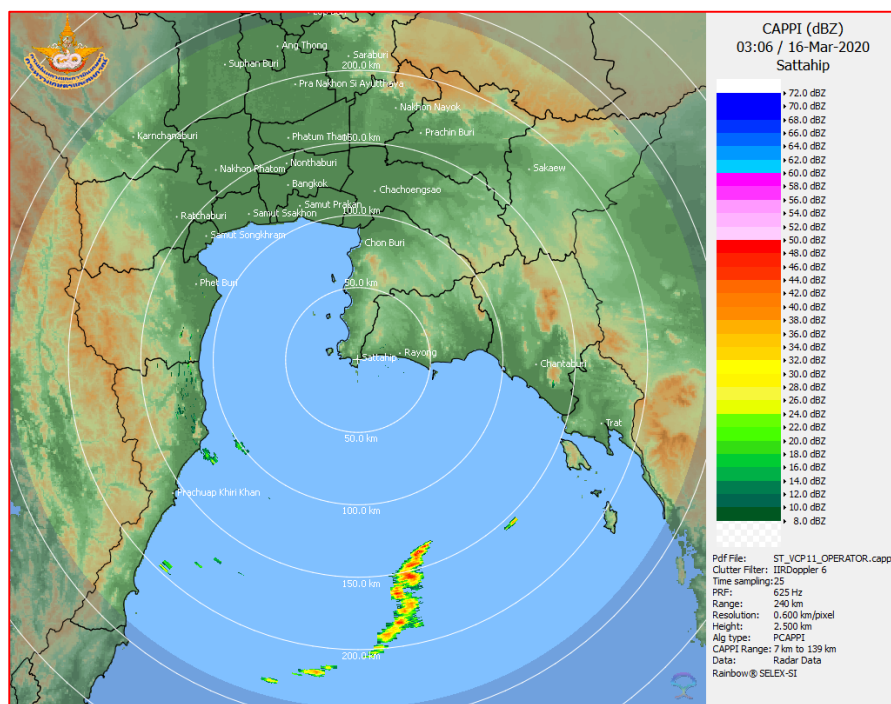 CAPPI (dBZ)
03:06 / 16-Mar-2020
Sattahip
72.0 dBZ
70.0 dBZ
68.0 dBZ
66.0 dBZ
64.0 dBZ
62.0 dBZ
60.0 dBZ
58.0 dBZ
56.0 dBZ
54.0 dBZ
52.0 dBZ
50.0 dBZ
48.0 dBZ
46.0 dBZ
44.0 dBZ
42.0 dBZ
40.0 dBZ
38.0 dBZ
36.0 dBZ
34.0 dBZ
32.0 dBZ
30.0 dBZ
28.0 dBZ
26.0 dBZ
24.0 dBZ
22.0 dBZ
20.0 dBZ
18.0 dBZ
16.0 dBZ
14.0 dBZ
12.0 dBZ
10.0 dBZ
8.0 dBZ
Pdf File: ST_VCP11_OPERATOR.capp
Clutter Filter: IIRDoppler 6
Time sampling:25
PRF: 625 Hz
Range: 240 km
Resolution: 0.600 km/pixel
Height: 2.500 km
Alg type: PCAPPI
CAPPI Range: 7 km to 139 km
Data: Radar Data
Rainbow® SELEX-SI
Ang Thong
Saraburi
Suphan Buri
200.0 km
Pra Nakhon Si Ayutthaya
Nakhon Nayok
Karnchanaburi
Phatum Thani
150.0 km
Prachin Buri
Nakhon Phatom
Nonthaburi
Sakaew
Bangkok
Chachoengsao
Samut Prakan
Ratchaburi
Samut Ssakhon
100.0 km
Samut Songkhram
Chon Buri
Phet Buri
50.0 km
Sattahip
Rayong
Chantaburi
Trat
50.0 km
Prachuap Khiri Khan
100.0 km
150.0 km
200.0 km